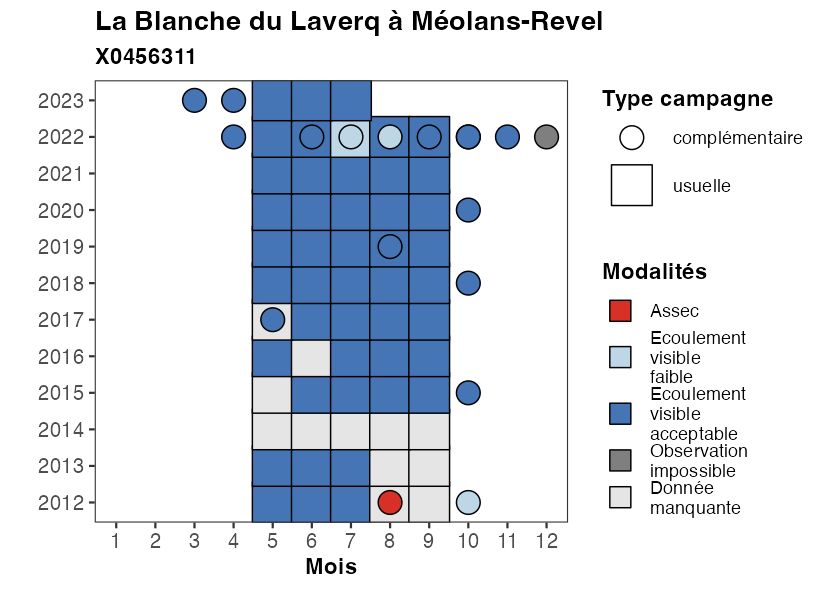 La Blanche du Laverq à Méolans-Revel
X0456311
2023
2022
2021
2020
2019
2018
2017
2016
2015
2014
2013
2012
1 2 3 4 5 6 7 8 9 10 11 12
Mois
Type campagne
complémentaire
usuelle
Modalités
Assec
Ecoulement
visible
faible
Ecoulement
visible
acceptable
Observation
impossible
Donnée
manquante